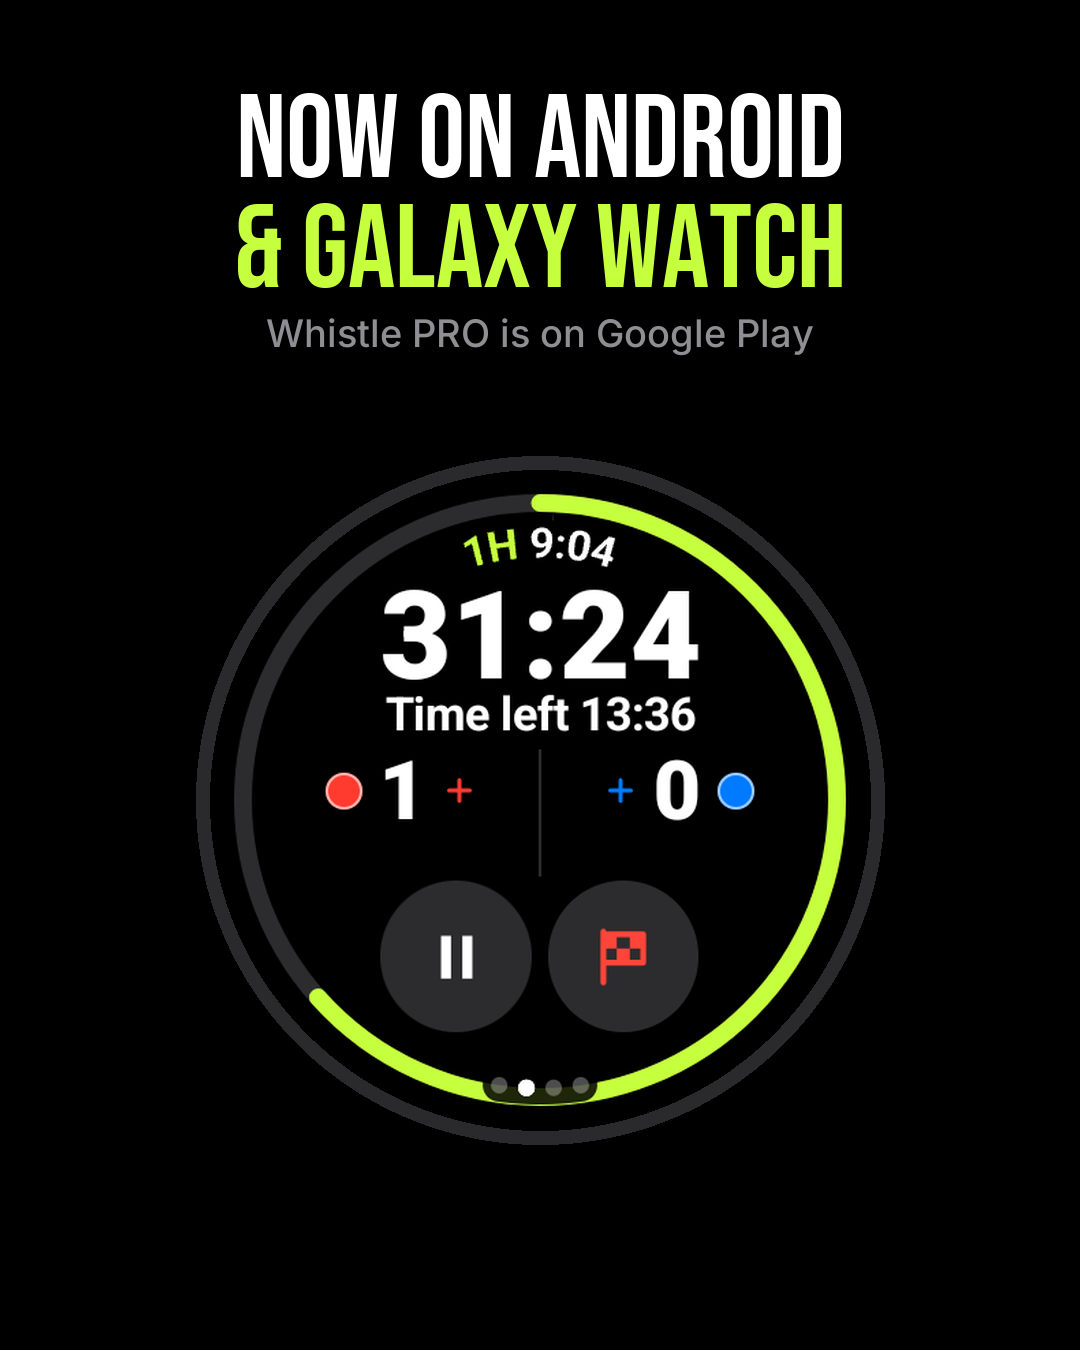 NOW ON ANDROID
& GALAXY WATCH
Whistle PRO is on Google Play
1H 9:04
31:24
Time left 13:36
1 + + 0